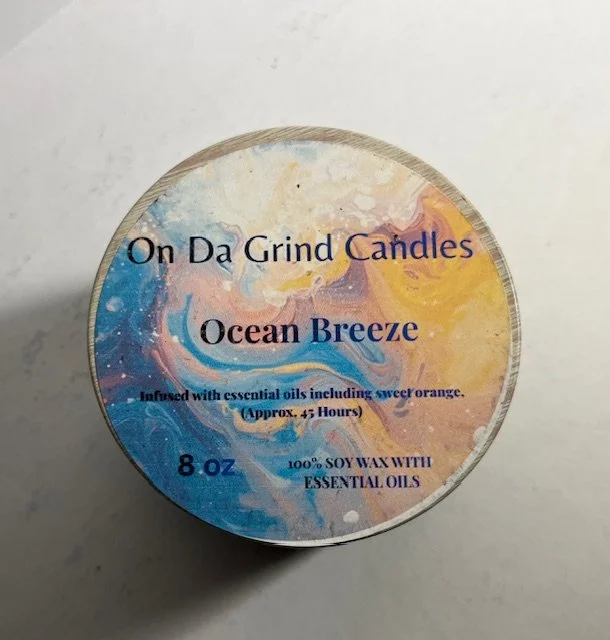 On Da Grind Candles
Ocean Breeze
Infused with essential oils including sweet orange.
(Approx. 45 Hours)
8 oz
100% SOY WAX WITH
ESSENTIAL OILS